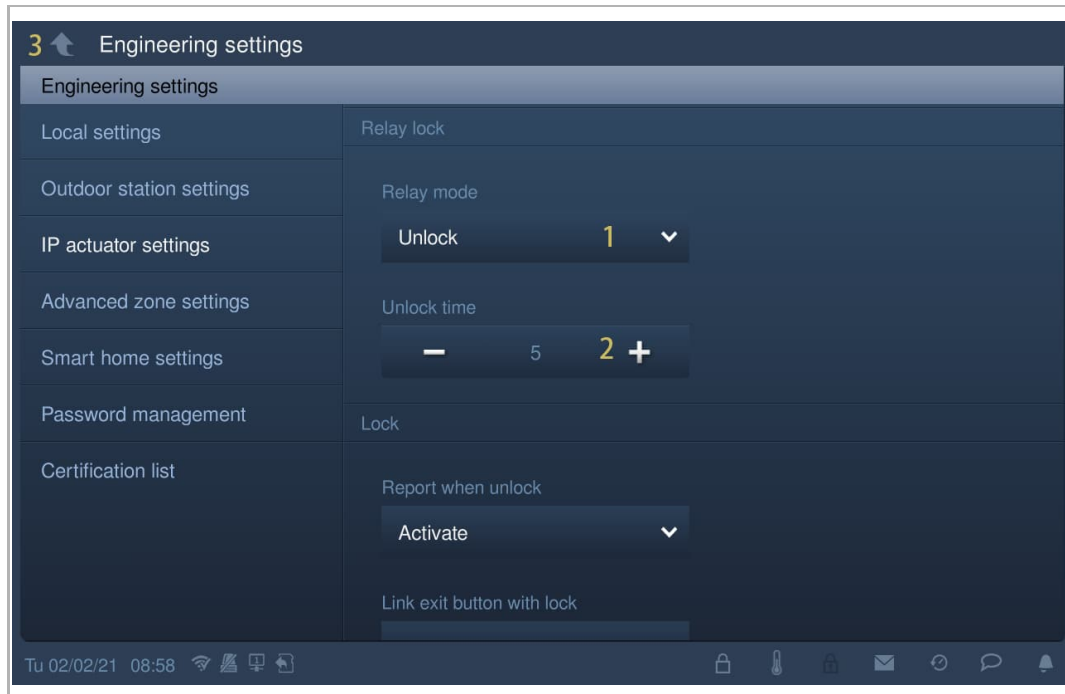 3 Engineering settings
Engineering settings
Local settings
Outdoor station settings
IP actuator settings
Advanced zone settings
Smart home settings
Password management
Certification list
Relay lock
Relay mode
Unlock 1
Unlock time
− 5 2 +
Lock
Report when unlock
Activate
Link exit button with lock
Tu 02/02/21 08:58